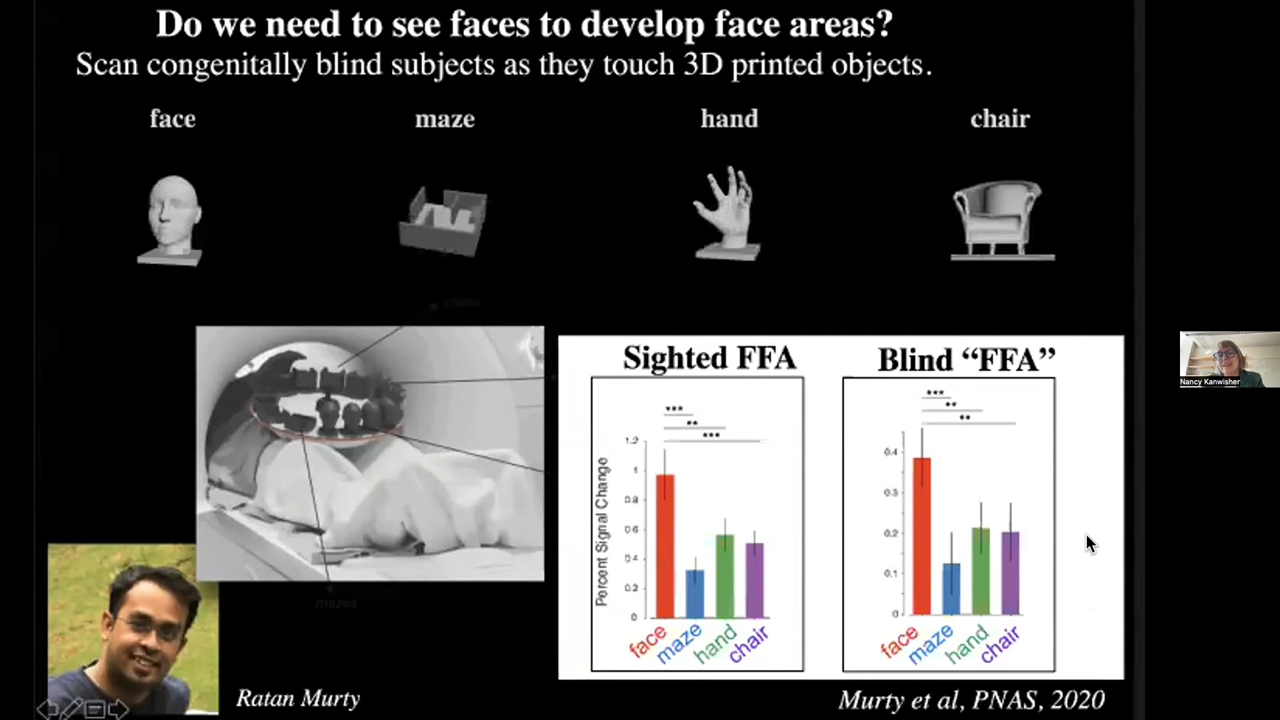 Do we need to see faces to develop face areas?
Scan congenitally blind subjects as they touch 3D printed objects.
face maze hand chair
Sighted FFA
***
**
***
Percent Signal Change
1.2
1
0.8
0.6
0.4
0.2
0
face maze hand chair
Blind “FFA”
***
**
**
0.4
0.3
0.2
0.1
0
face maze hand chair
Nancy Kanwisher
mazes
Ratan Murty
Murty et al, PNAS, 2020